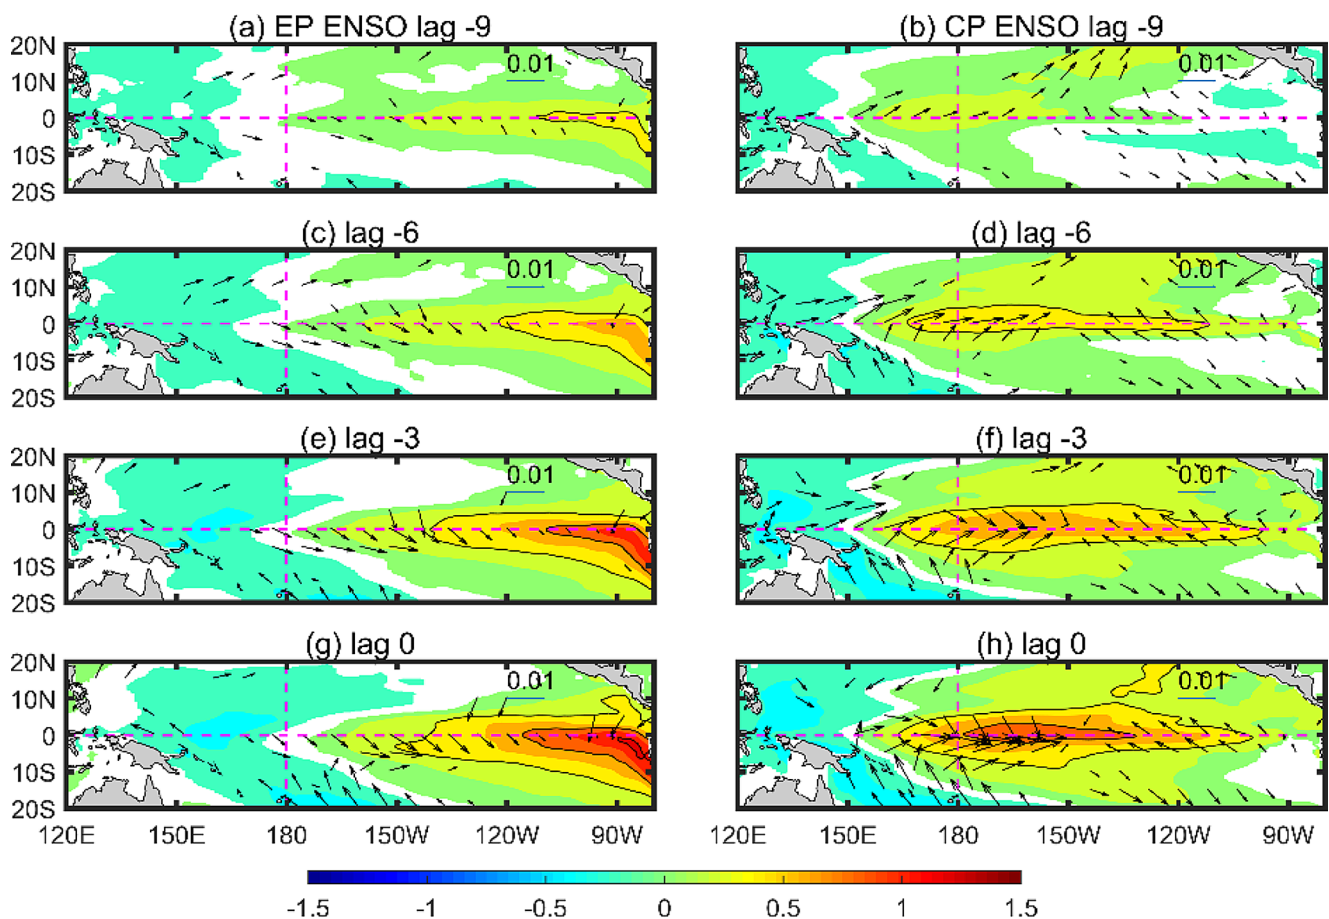 (a) EP ENSO lag -9
(b) CP ENSO lag -9
20N
10N
0
10S
20S
0.01
0.01
(c) lag -6
(d) lag -6
20N
10N
0
10S
20S
0.01
0.01
(e) lag -3
(f) lag -3
20N
10N
0
10S
20S
0.01
0.01
(g) lag 0
(h) lag 0
20N
10N
0
10S
20S
0.01
0.01
120E 150E 180 150W 120W 90W
120E 150E 180 150W 120W 90W
-1.5 -1 -0.5 0 0.5 1 1.5